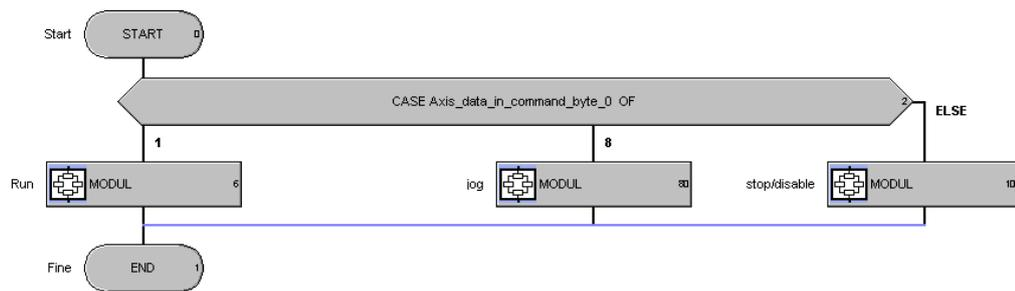 Start START 0
CASE Axis_data_in_command_byte_0 OF 2
ELSE
1 8
Run MODUL 6 jog MODUL 80 stop/disable MODUL 10
Fine END 1